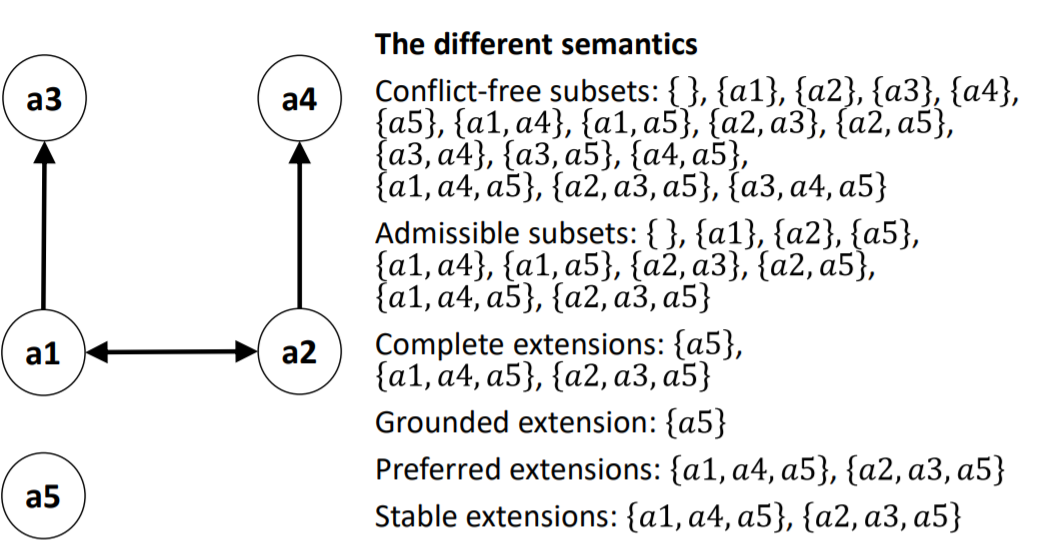 a3
a4
a1
a2
a5
The different semantics
Conflict-free subsets: { }, {a1}, {a2}, {a3}, {a4},
{a5}, {a1, a4}, {a1, a5}, {a2, a3}, {a2, a5},
{a3, a4}, {a3, a5}, {a4, a5},
{a1, a4, a5}, {a2, a3, a5}, {a3, a4, a5}
Admissible subsets: { }, {a1}, {a2}, {a5},
{a1, a4}, {a1, a5}, {a2, a3}, {a2, a5},
{a1, a4, a5}, {a2, a3, a5}
Complete extensions: {a5},
{a1, a4, a5}, {a2, a3, a5}
Grounded extension: {a5}
Preferred extensions: {a1, a4, a5}, {a2, a3, a5}
Stable extensions: {a1, a4, a5}, {a2, a3, a5}